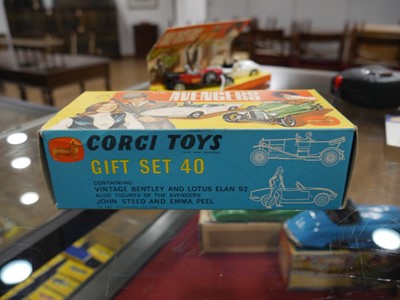 AVENGERS
CORGI TOYS
GIFT SET 40
CONTAINING
VINTAGE BENTLEY AND LOTUS ELAN S2
ALSO FIGURES OF THE AVENGERS
JOHN STEED AND EMMA PEEL